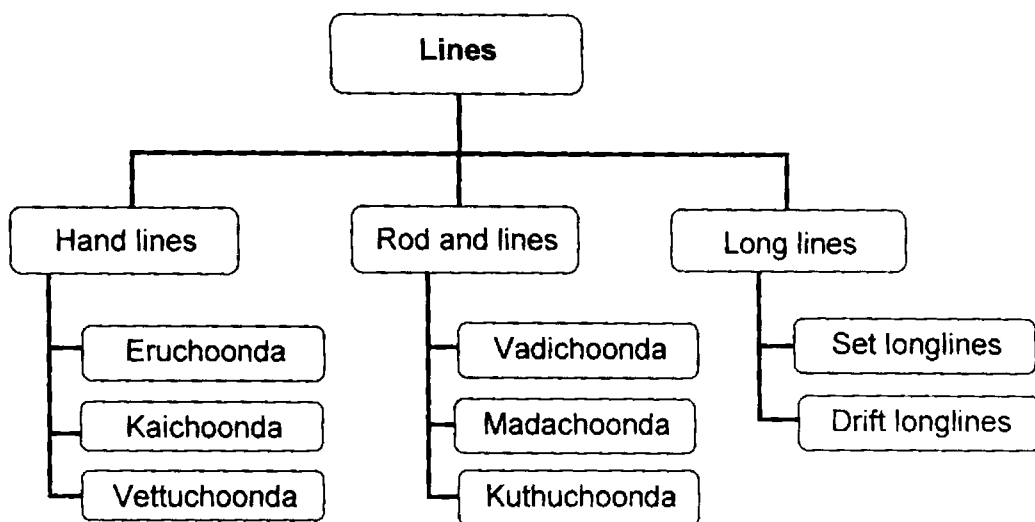 Lines
Hand lines
Rod and lines
Long lines
Eruchoonda
Kaichoonda
Vettuchoonda
Vadichoonda
Madachoonda
Kuthuchoonda
Set longlines
Drift longlines